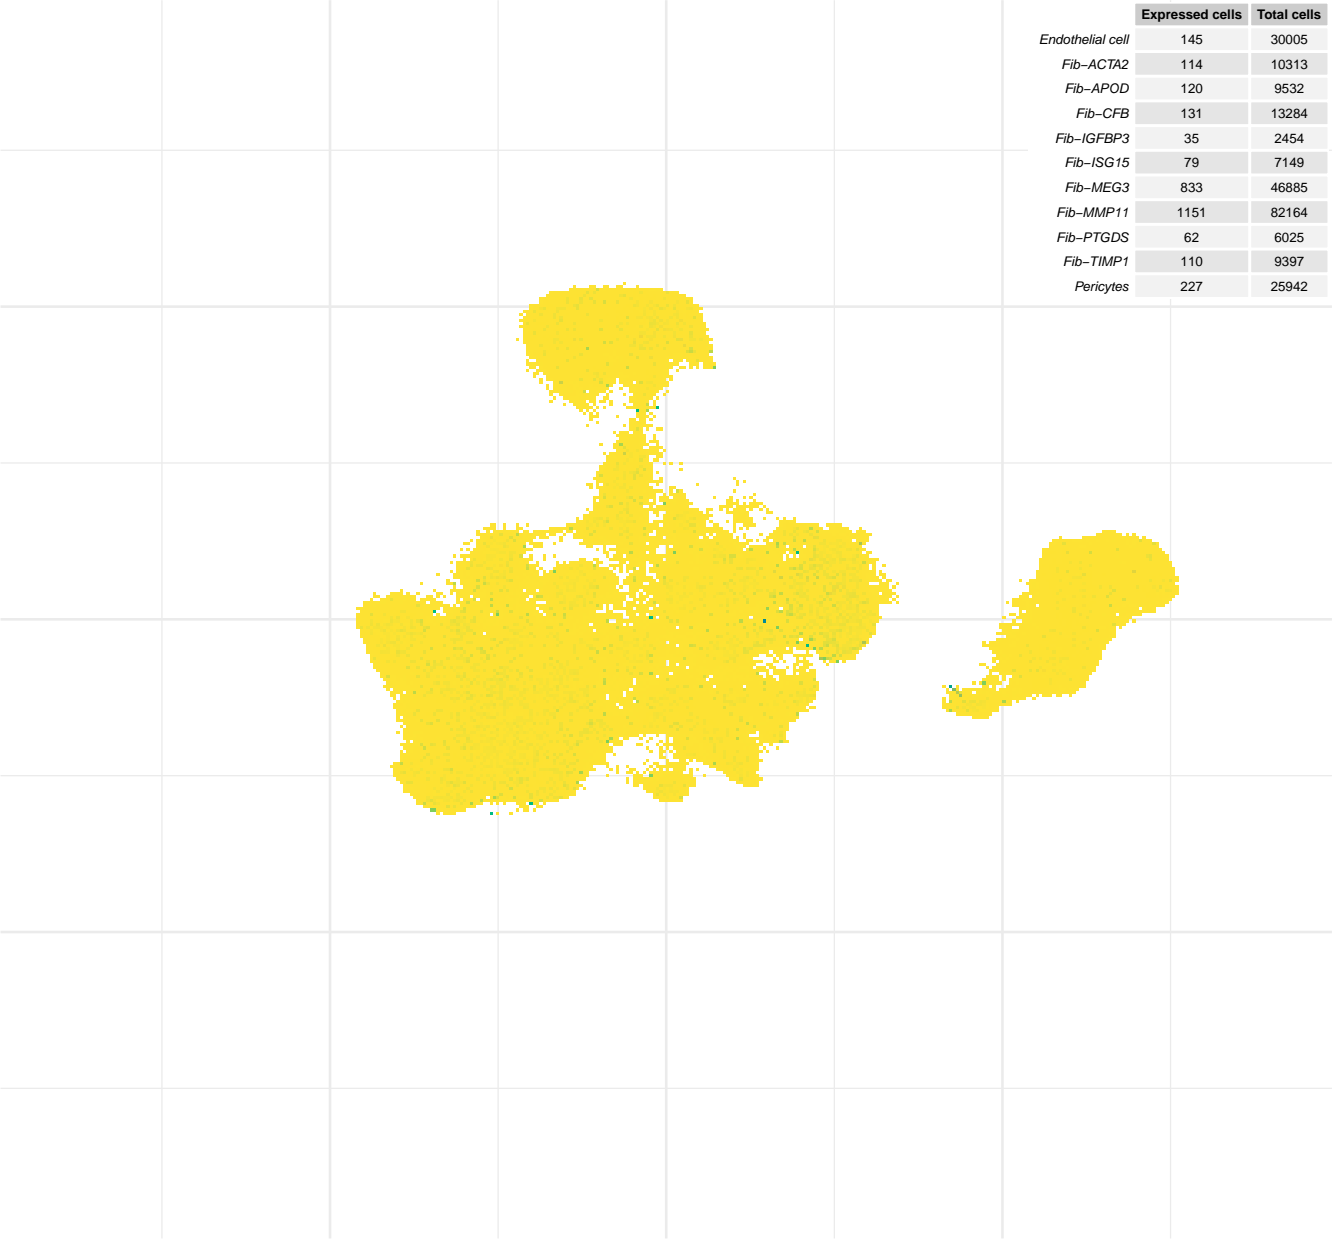 Expressed cells Total cells
Endothelial cell 145 30005
Fib−ACTA2 114 10313
Fib−APOD 120 9532
Fib−CFB 131 13284
Fib−IGFBP3 35 2454
Fib−ISG15 79 7149
Fib−MEG3 833 46885
Fib−MMP11 1151 82164
Fib−PTGDS 62 6025
Fib−TIMP1 110 9397
Pericytes 227 25942